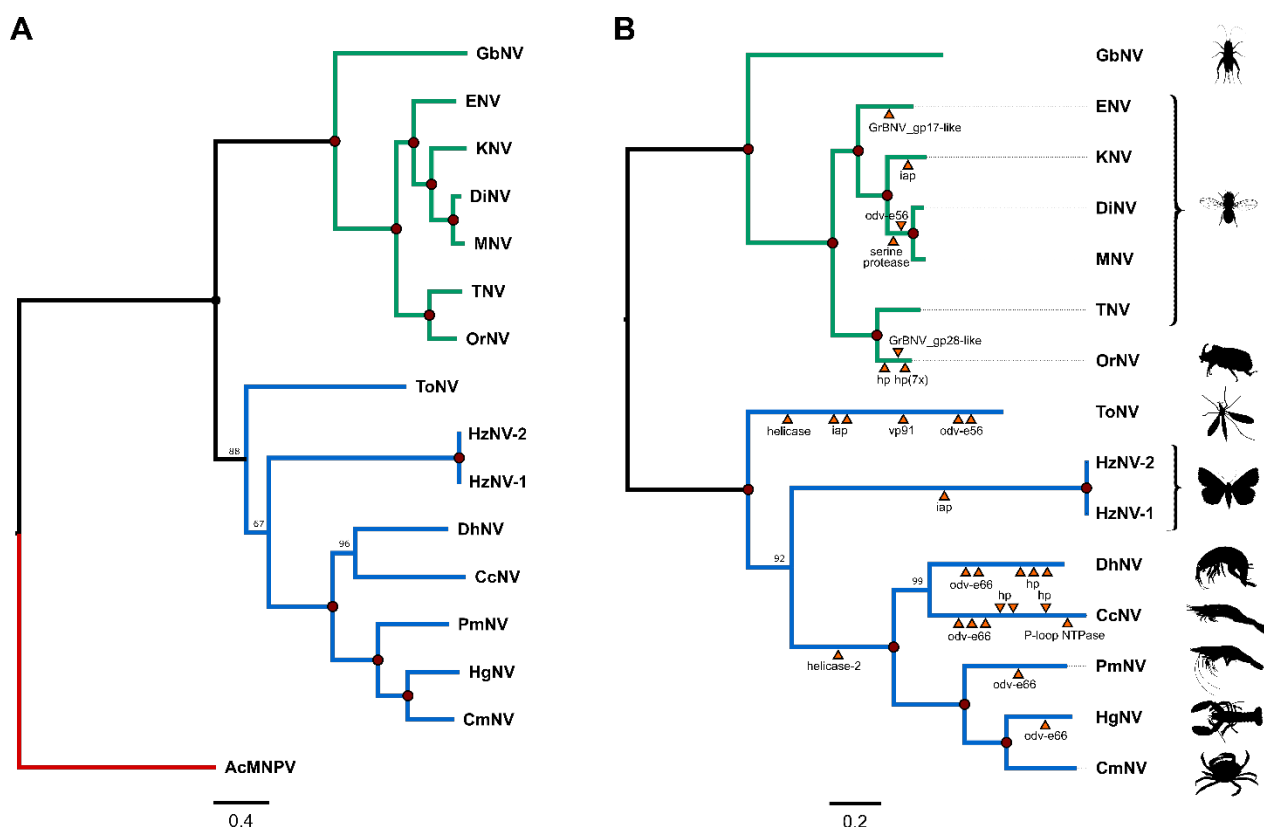 A
GbNV
ENV
KNV
DiNV
MNV
TNV
OrNV
ToNV
88
HzNV-2
HzNV-1
67
DhNV
96
CcNV
PmNV
HgNV
CmNV
AcMNPV
0.4
B
GbNV
ENV
GrBNV_gp17-like
KNV
iap
DiNV
odv-e56
serine
protease
MNV
TNV
GrBNV_gp28-like
OrNV
hp hp(7x)
ToNV
helicase iap vp91 odv-e56
HzNV-2
iap
HzNV-1
92
DhNV
99
odv-e66 hp
hp hp
CcNV
odv-e66 P-loop NTPase
helicase-2
PmNV
odv-e66
HgNV
odv-e66
CmNV
0.2